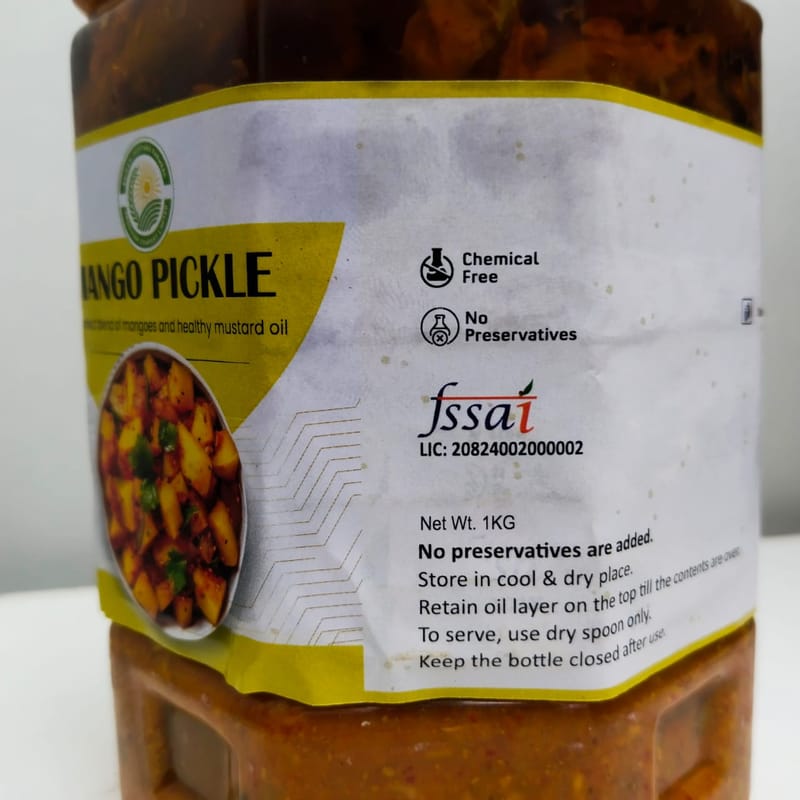 MANGO PICKLE
blend of mangoes and healthy mustard oil
Chemical
Free
No
Preservatives
fssai
LIC: 20824002000002
Net Wt. 1KG
No preservatives are added.
Store in cool & dry place.
Retain oil layer on the top till the contents are over.
To serve, use dry spoon only.
Keep the bottle closed after use.